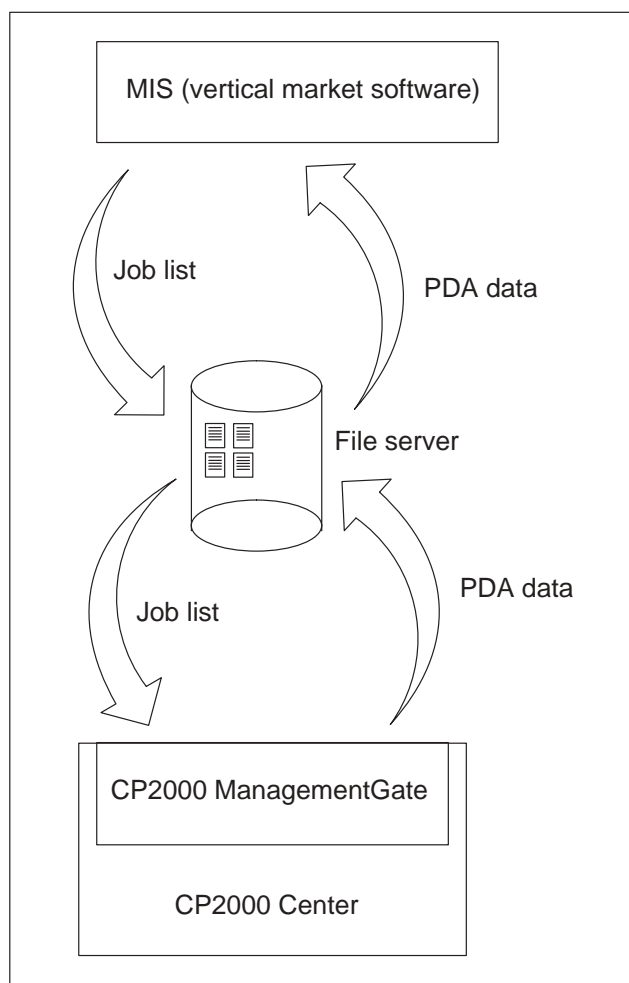 MIS (vertical market software)
Job list
PDA data
File server
PDA data
Job list
CP2000 ManagementGate
CP2000 Center